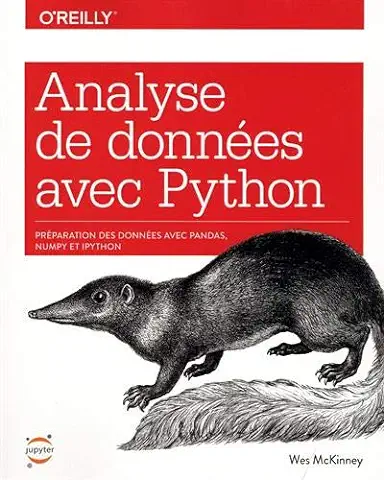 O'REILLY®
Analyse
de données
avec Python
PRÉPARATION DES DONNÉES AVEC PANDAS,
NUMPY ET IPYTHON
jupyter
Wes McKinney